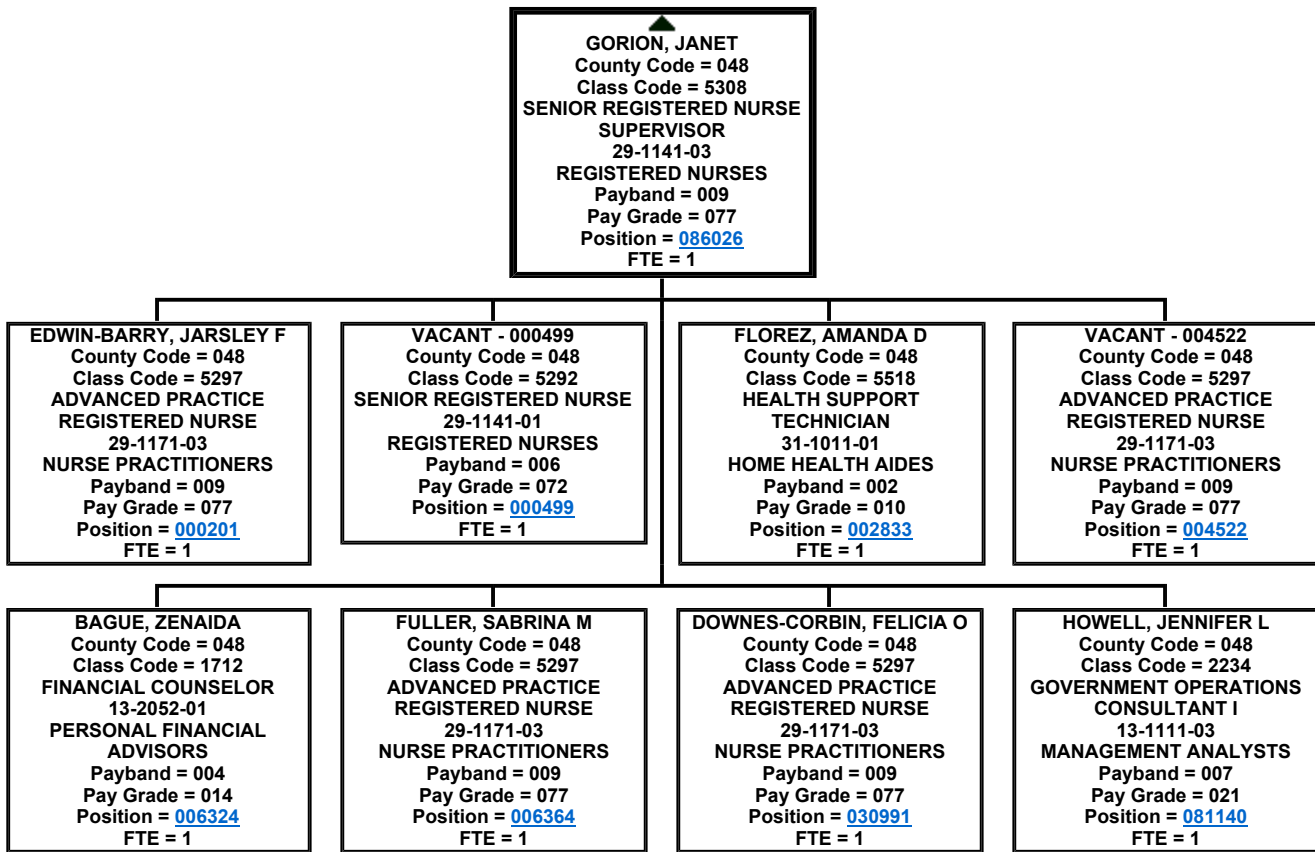 GORION, JANET
County Code = 048
Class Code = 5308
SENIOR REGISTERED NURSE
SUPERVISOR
29-1141-03
REGISTERED NURSES
Payband = 009
Pay Grade = 077
Position = 086026
FTE = 1
EDWIN-BARRY, JARSLEY F
County Code = 048
Class Code = 5297
ADVANCED PRACTICE
REGISTERED NURSE
29-1171-03
NURSE PRACTITIONERS
Payband = 009
Pay Grade = 077
Position = 000201
FTE = 1
VACANT - 000499
County Code = 048
Class Code = 5292
SENIOR REGISTERED NURSE
29-1141-01
REGISTERED NURSES
Payband = 006
Pay Grade = 072
Position = 000499
FTE = 1
FLOREZ, AMANDA D
County Code = 048
Class Code = 5518
HEALTH SUPPORT
TECHNICIAN
31-1011-01
HOME HEALTH AIDES
Payband = 002
Pay Grade = 010
Position = 002833
FTE = 1
VACANT - 004522
County Code = 048
Class Code = 5297
ADVANCED PRACTICE
REGISTERED NURSE
29-1171-03
NURSE PRACTITIONERS
Payband = 009
Pay Grade = 077
Position = 004522
FTE = 1
BAGUE, ZENAIDA
County Code = 048
Class Code = 1712
FINANCIAL COUNSELOR
13-2052-01
PERSONAL FINANCIAL
ADVISORS
Payband = 004
Pay Grade = 014
Position = 006324
FTE = 1
FULLER, SABRINA M
County Code = 048
Class Code = 5297
ADVANCED PRACTICE
REGISTERED NURSE
29-1171-03
NURSE PRACTITIONERS
Payband = 009
Pay Grade = 077
Position = 006364
FTE = 1
DOWNES-CORBIN, FELICIA O
County Code = 048
Class Code = 5297
ADVANCED PRACTICE
REGISTERED NURSE
29-1171-03
NURSE PRACTITIONERS
Payband = 009
Pay Grade = 077
Position = 030991
FTE = 1
HOWELL, JENNIFER L
County Code = 048
Class Code = 2234
GOVERNMENT OPERATIONS
CONSULTANT I
13-1111-03
MANAGEMENT ANALYSTS
Payband = 007
Pay Grade = 021
Position = 081140
FTE = 1